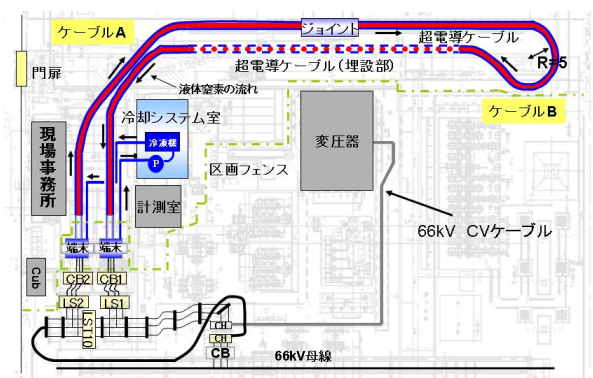 ケーブルA
ジョイント
超電導ケーブル
門扉
超電導ケーブル(埋設部)
R=5
液体窒素の流れ
ケーブルB
冷却システム室
冷凍機
P
変圧器
現場事務所
区画フェンス
計測室
66kV CVケーブル
端末
端末
Cub
CB2
CB1
LS2
LS1
LS110
CH
CH
CB
66kV母線